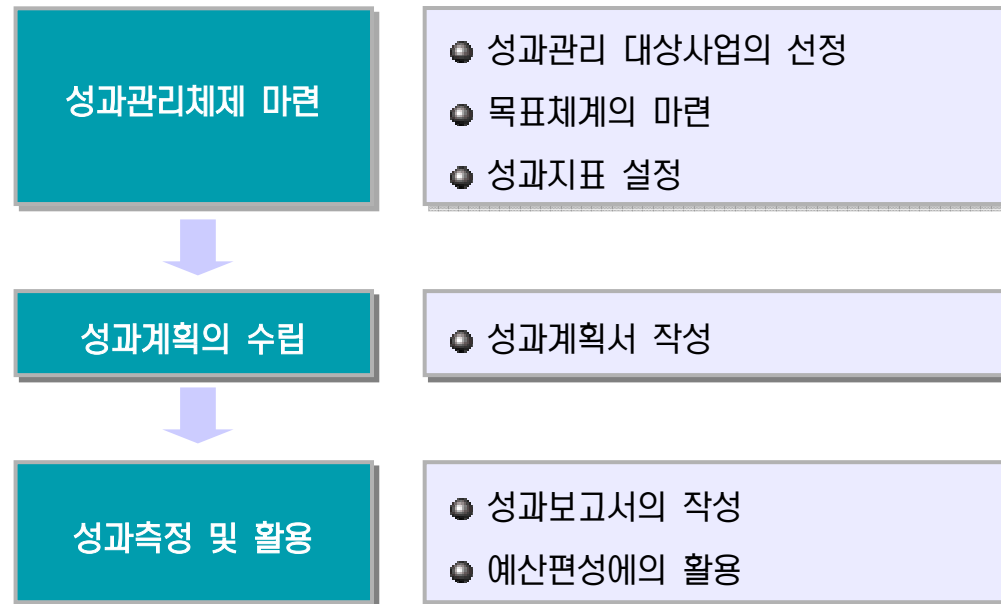 성과관리체제 마련
성과관리 대상사업의 선정
목표체계의 마련
성과지표 설정
성과계획의 수립
성과계획서 작성
성과측정 및 활용
성과보고서의 작성
예산편성에의 활용